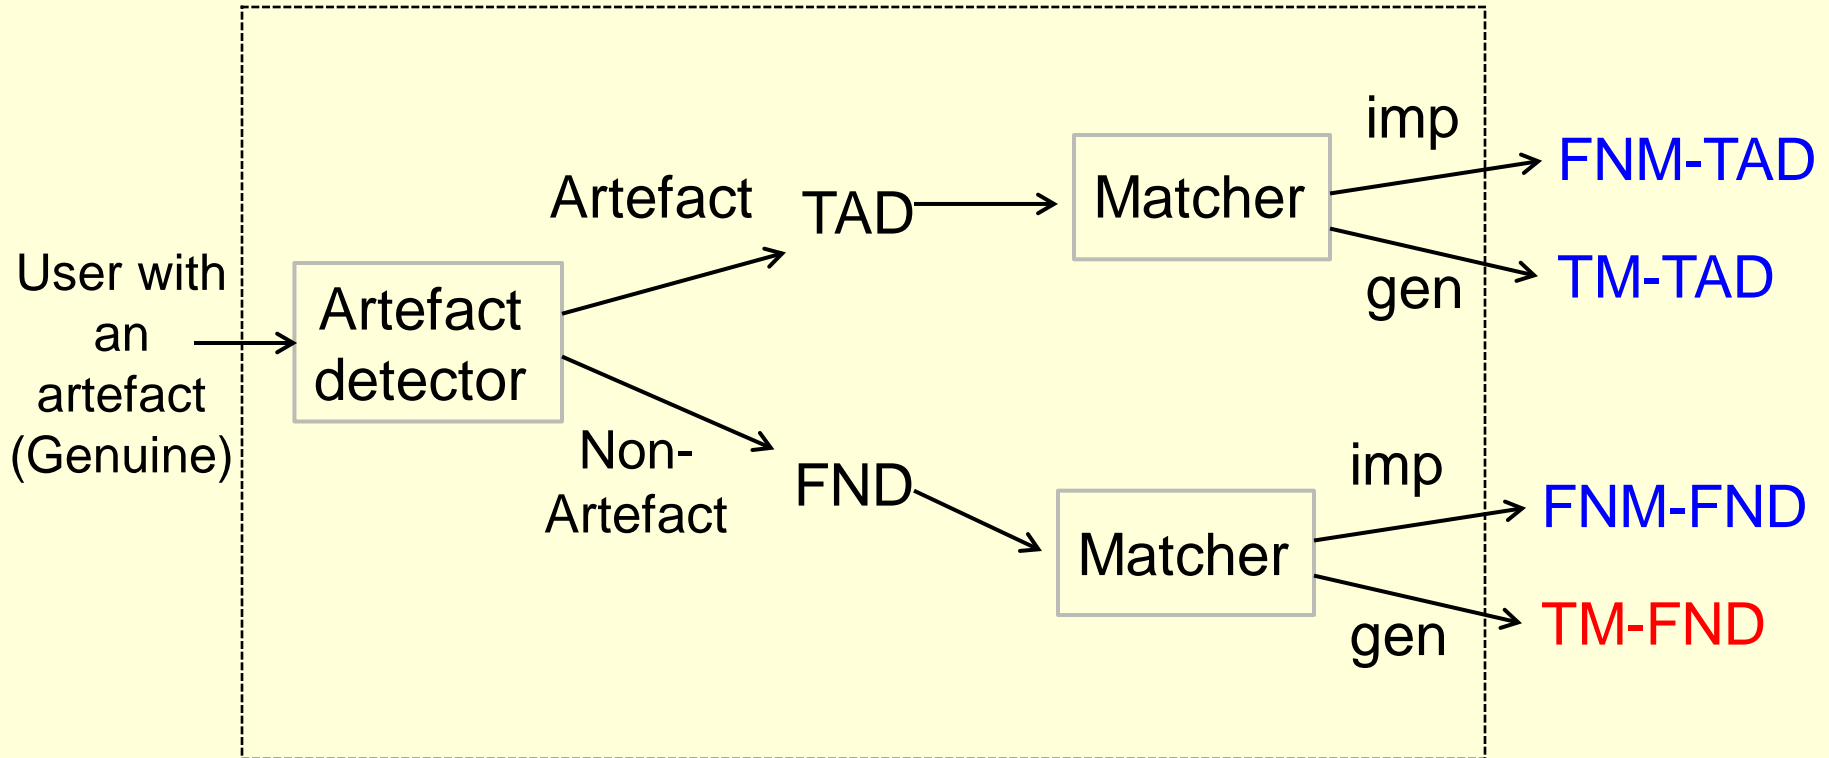 User with
an
artefact
(Genuine)
Artefact
detector
Artefact
TAD
Matcher
imp
FNM-TAD
gen
TM-TAD
Non-
Artefact
FND
Matcher
imp
FNM-FND
gen
TM-FND